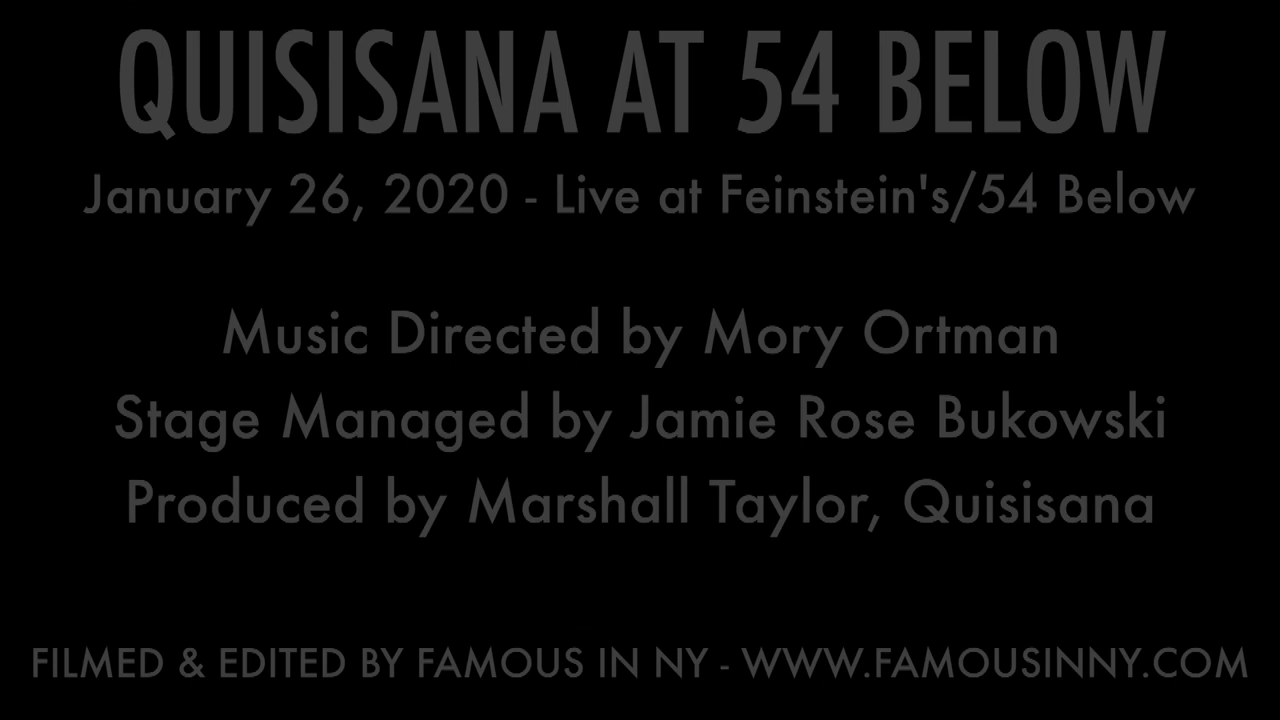 QUISISANA AT 54 BELOW
January 26, 2020 - Live at Feinstein's/54 Below
Music Directed by Mory Ortman
Stage Managed by Jamie Rose Bukowski
Produced by Marshall Taylor, Quisisana
FILMED & EDITED BY FAMOUS IN NY - WWW.FAMOUSINNY.COM